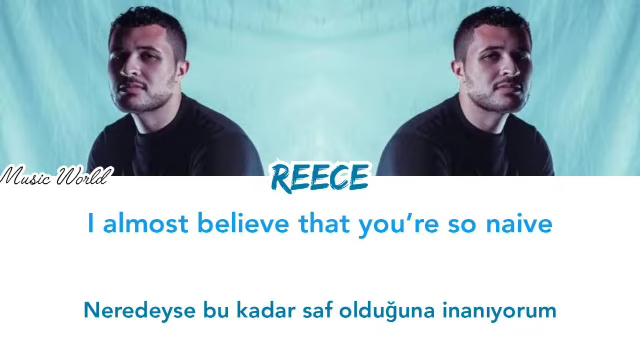 Music World
REECE
I almost believe that you’re so naive
Neredeyse bu kadar saf olduğuna inanıyorum